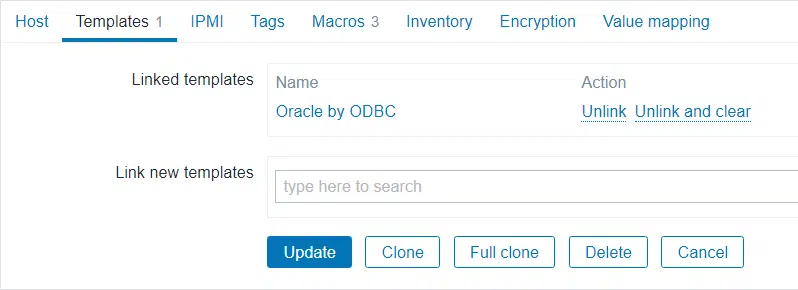 Host Templates 1 IPMI Tags Macros 3 Inventory Encryption Value mapping
Linked templates Name Action
Oracle by ODBC Unlink Unlink and clear
Link new templates type here to search
Update Clone Full clone Delete Cancel